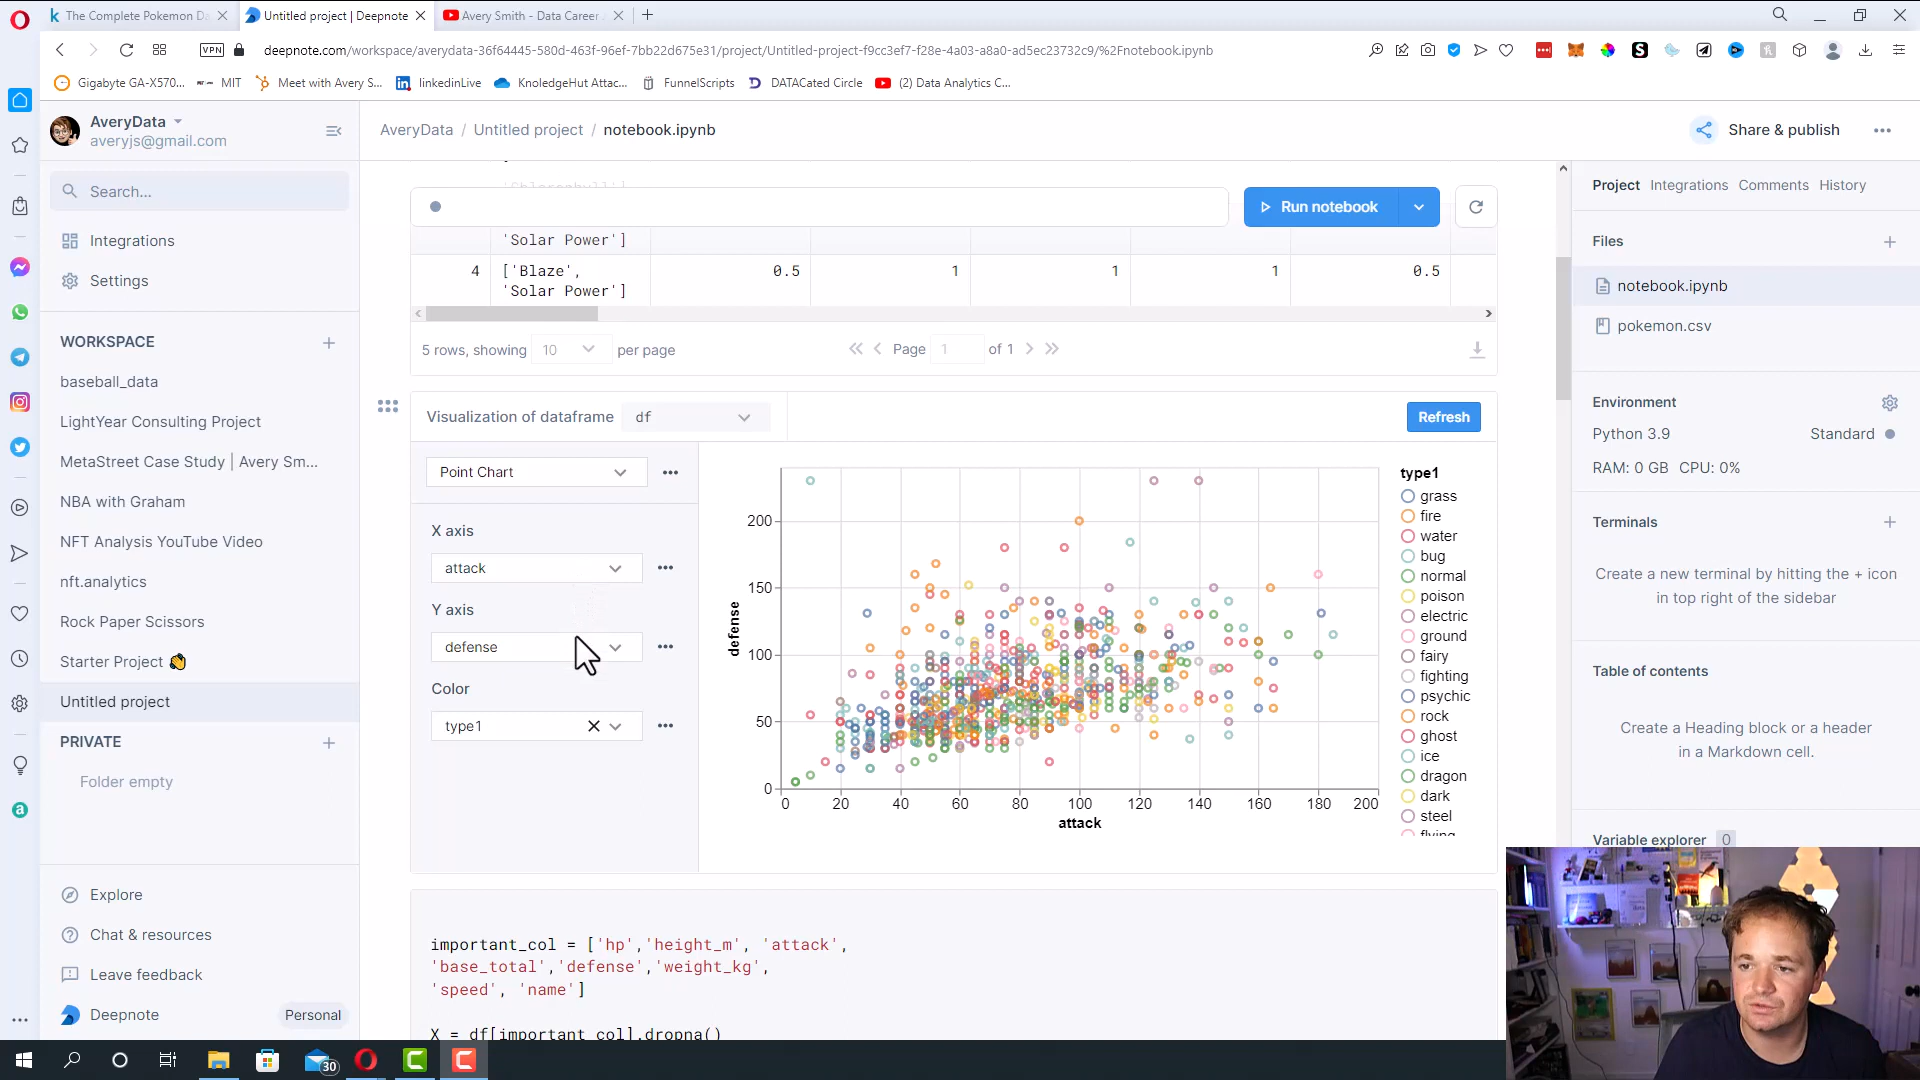 The Complete Pokemon Da
Untitled project | Deepnote
Avery Smith - Data Career
VPN
deepnote.com/workspace/averydata-36f64445-580d-463f-96ef-7bb22d675e31/project/Untitled-project-f9cc3ef7-f28e-4a03-a8a0-ad5ec23732c9/%2Fnotebook.ipynb
Gigabyte GA-X570...
MIT
Meet with Avery S...
linkedinLive
KnoledgeHut Attac...
FunnelScripts
DATACated Circle
(2) Data Analytics C...
AveryData
averyjs@gmail.com
AveryData / Untitled project / notebook.ipynb
Share & publish
Search...
Integrations
Settings
WORKSPACE
baseball_data
LightYear Consulting Project
MetaStreet Case Study | Avery Sm...
NBA with Graham
NFT Analysis YouTube Video
nft.analytics
Rock Paper Scissors
Starter Project
Untitled project
PRIVATE
Folder empty
Explore
Chat & resources
Leave feedback
Deepnote
Personal
'Chlorophyll']
Run notebook
'Solar Power']
4 ['Blaze', 0.5 1 1 1 0.5
'Solar Power']
5 rows, showing 10 per page
Page 1 of 1
Visualization of dataframe df
Refresh
Point Chart
X axis
attack
Y axis
defense
Color
type1
defense
200
150
100
50
0
0 20 40 60 80 100 120 140 160 180 200
attack
type1
grass
fire
water
bug
normal
poison
electric
ground
fairy
fighting
psychic
rock
ghost
ice
dragon
dark
steel
flying
important_col = ['hp','height_m', 'attack',
'base_total','defense','weight_kg',
'speed', 'name']
X = df[important_col].dropna()
Project Integrations Comments History
Files
notebook.ipynb
pokemon.csv
Environment
Python 3.9
Standard
RAM: 0 GB CPU: 0%
Terminals
Create a new terminal by hitting the + icon
in top right of the sidebar
Table of contents
Create a Heading block or a header
in a Markdown cell.
Variable explorer 0
30